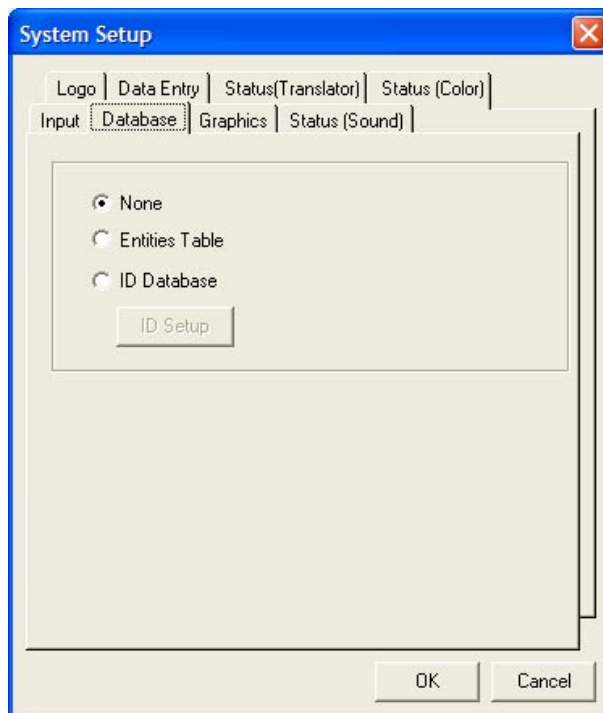 System Setup
Logo Data Entry Status(Translator) Status (Color)
Input Database Graphics Status (Sound)
None
Entities Table
ID Database
ID Setup
OK Cancel